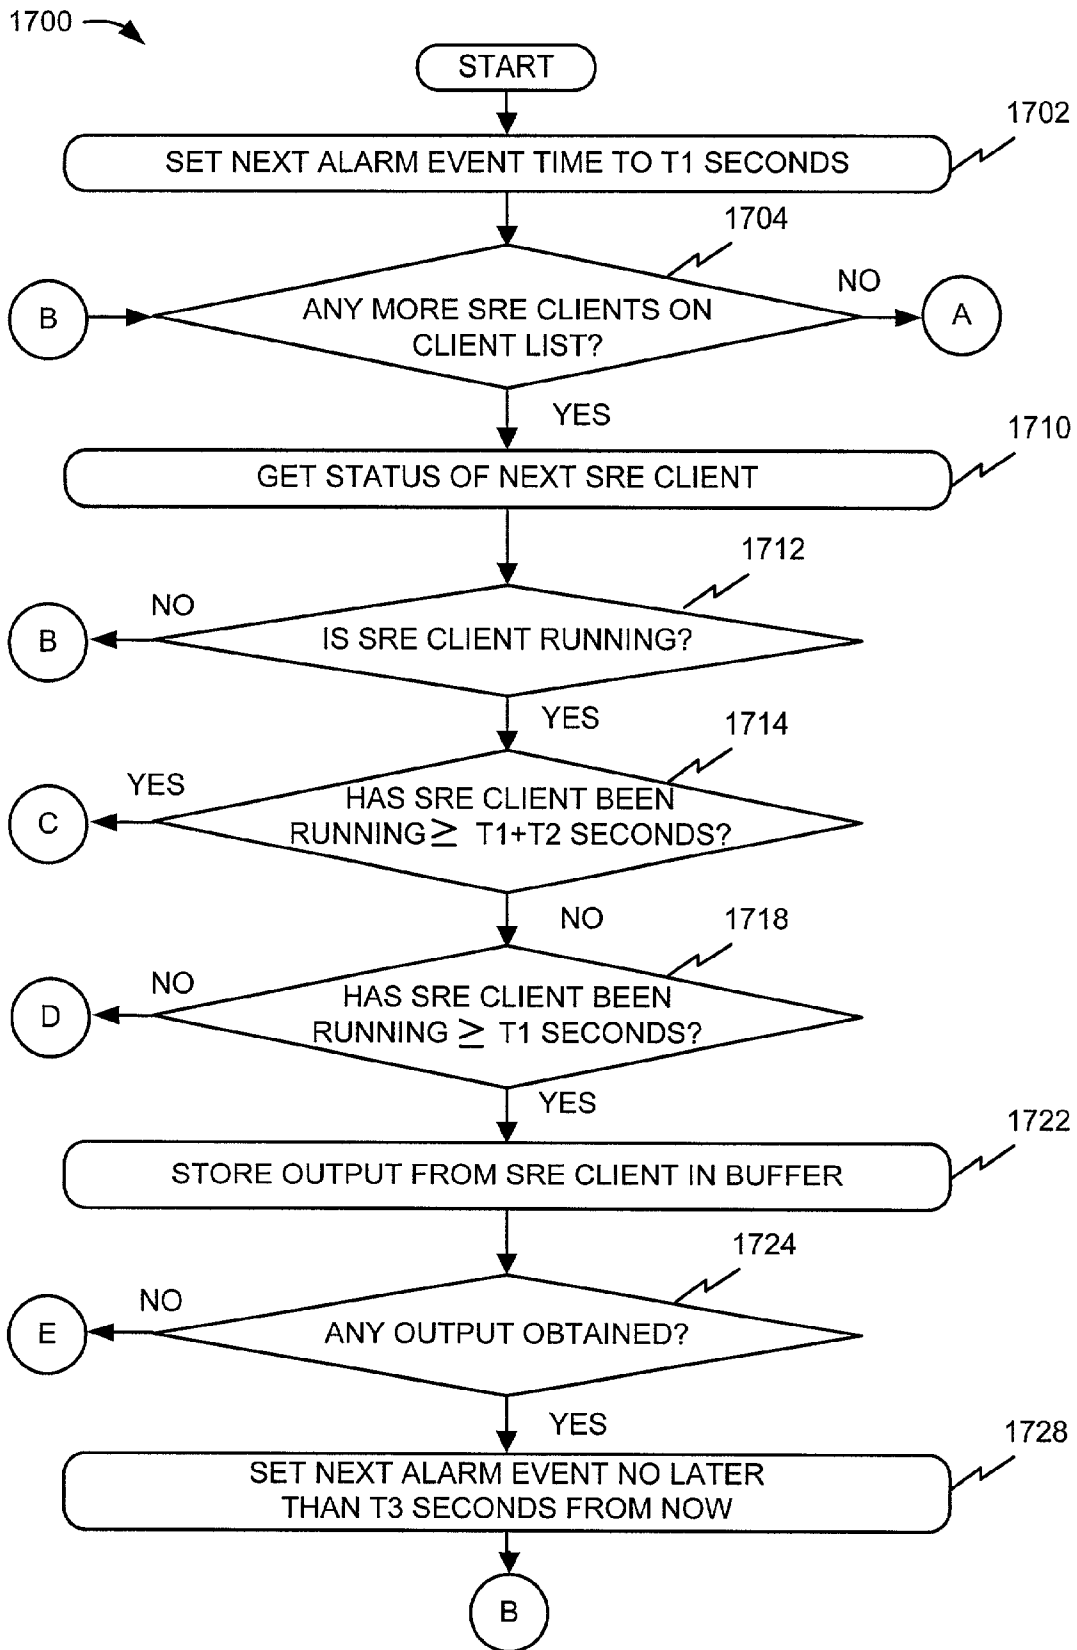 1700
START
1702
SET NEXT ALARM EVENT TIME TO T1 SECONDS
1704
NO
B
ANY MORE SRE CLIENTS ON
CLIENT LIST?
A
YES
1710
GET STATUS OF NEXT SRE CLIENT
1712
NO
B
IS SRE CLIENT RUNNING?
YES
1714
YES
C
HAS SRE CLIENT BEEN
RUNNING ≥ T1+T2 SECONDS?
NO
1718
NO
D
HAS SRE CLIENT BEEN
RUNNING ≥ T1 SECONDS?
YES
1722
STORE OUTPUT FROM SRE CLIENT IN BUFFER
1724
NO
E
ANY OUTPUT OBTAINED?
YES
1728
SET NEXT ALARM EVENT NO LATER
THAN T3 SECONDS FROM NOW
B